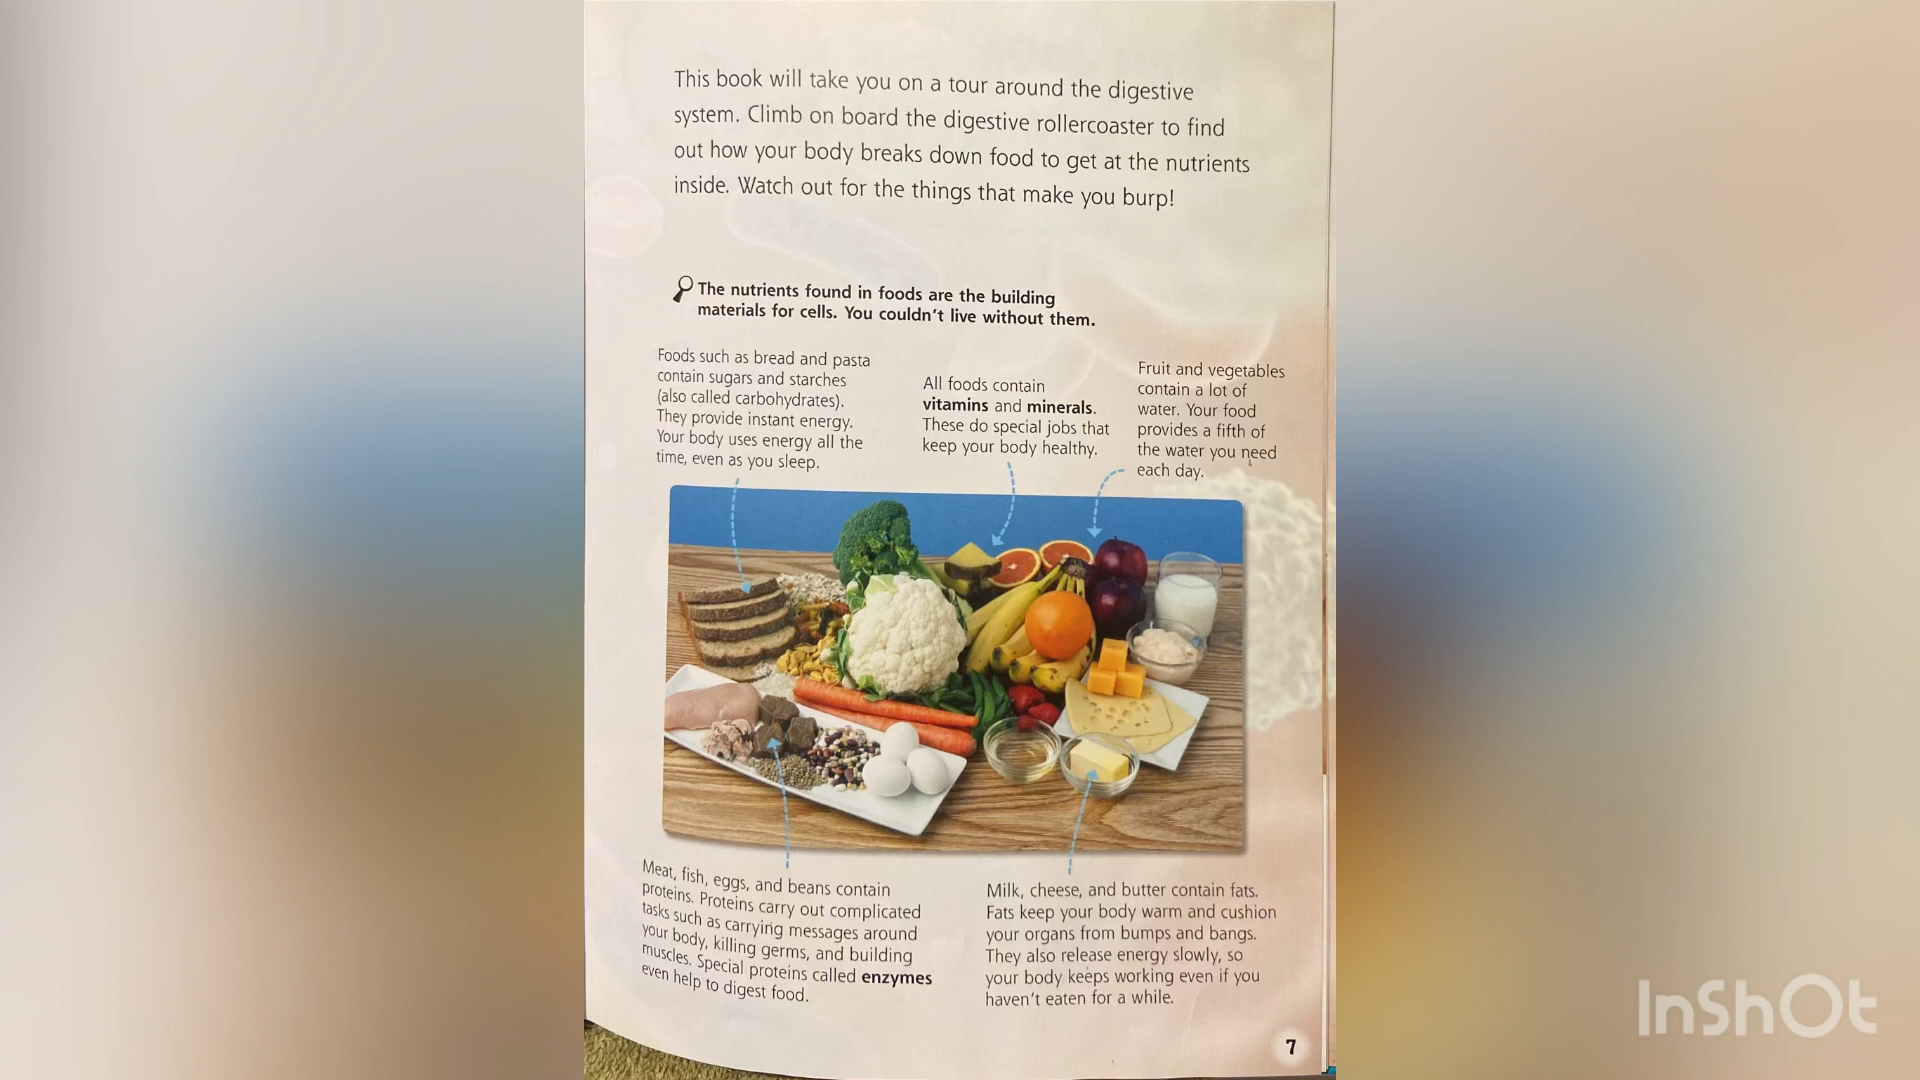 This book will take you on a tour around the digestive
system. Climb on board the digestive rollercoaster to find
out how your body breaks down food to get at the nutrients
inside. Watch out for the things that make you burp!
The nutrients found in foods are the building
materials for cells. You couldn't live without them.
Foods such as bread and pasta
contain sugars and starches
(also called carbohydrates).
They provide instant energy.
Your body uses energy all the
time, even as you sleep.
All foods contain
vitamins and minerals.
These do special jobs that
keep your body healthy.
Fruit and vegetables
contain a lot of
water. Your food
provides a fifth of
the water you need
each day.
Meat, fish, eggs, and beans contain
proteins. Proteins carry out complicated
tasks such as carrying messages around
your body, killing germs, and building
muscles. Special proteins called enzymes
even help to digest food.
Milk, cheese, and butter contain fats.
Fats keep your body warm and cushion
your organs from bumps and bangs.
They also release energy slowly, so
your body keeps working even if you
haven't eaten for a while.
7
InShOt